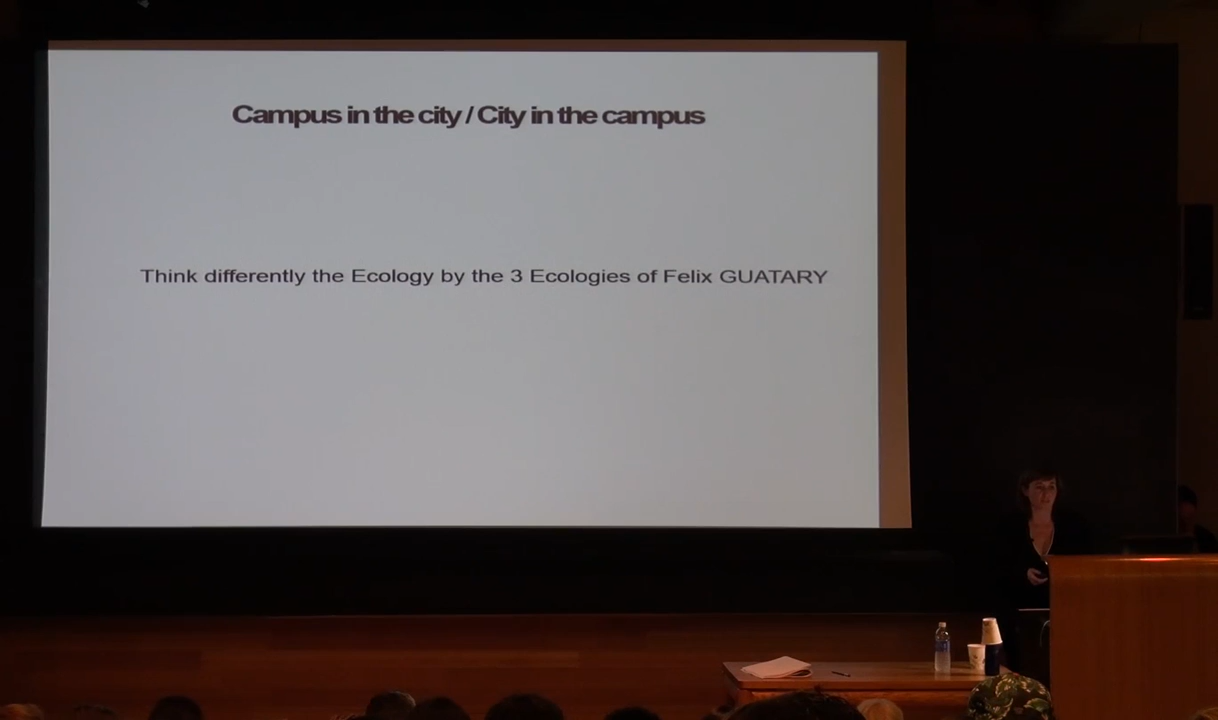 Campus in the city / City in the campus
Think differently the Ecology by the 3 Ecologies of Felix GUATARY